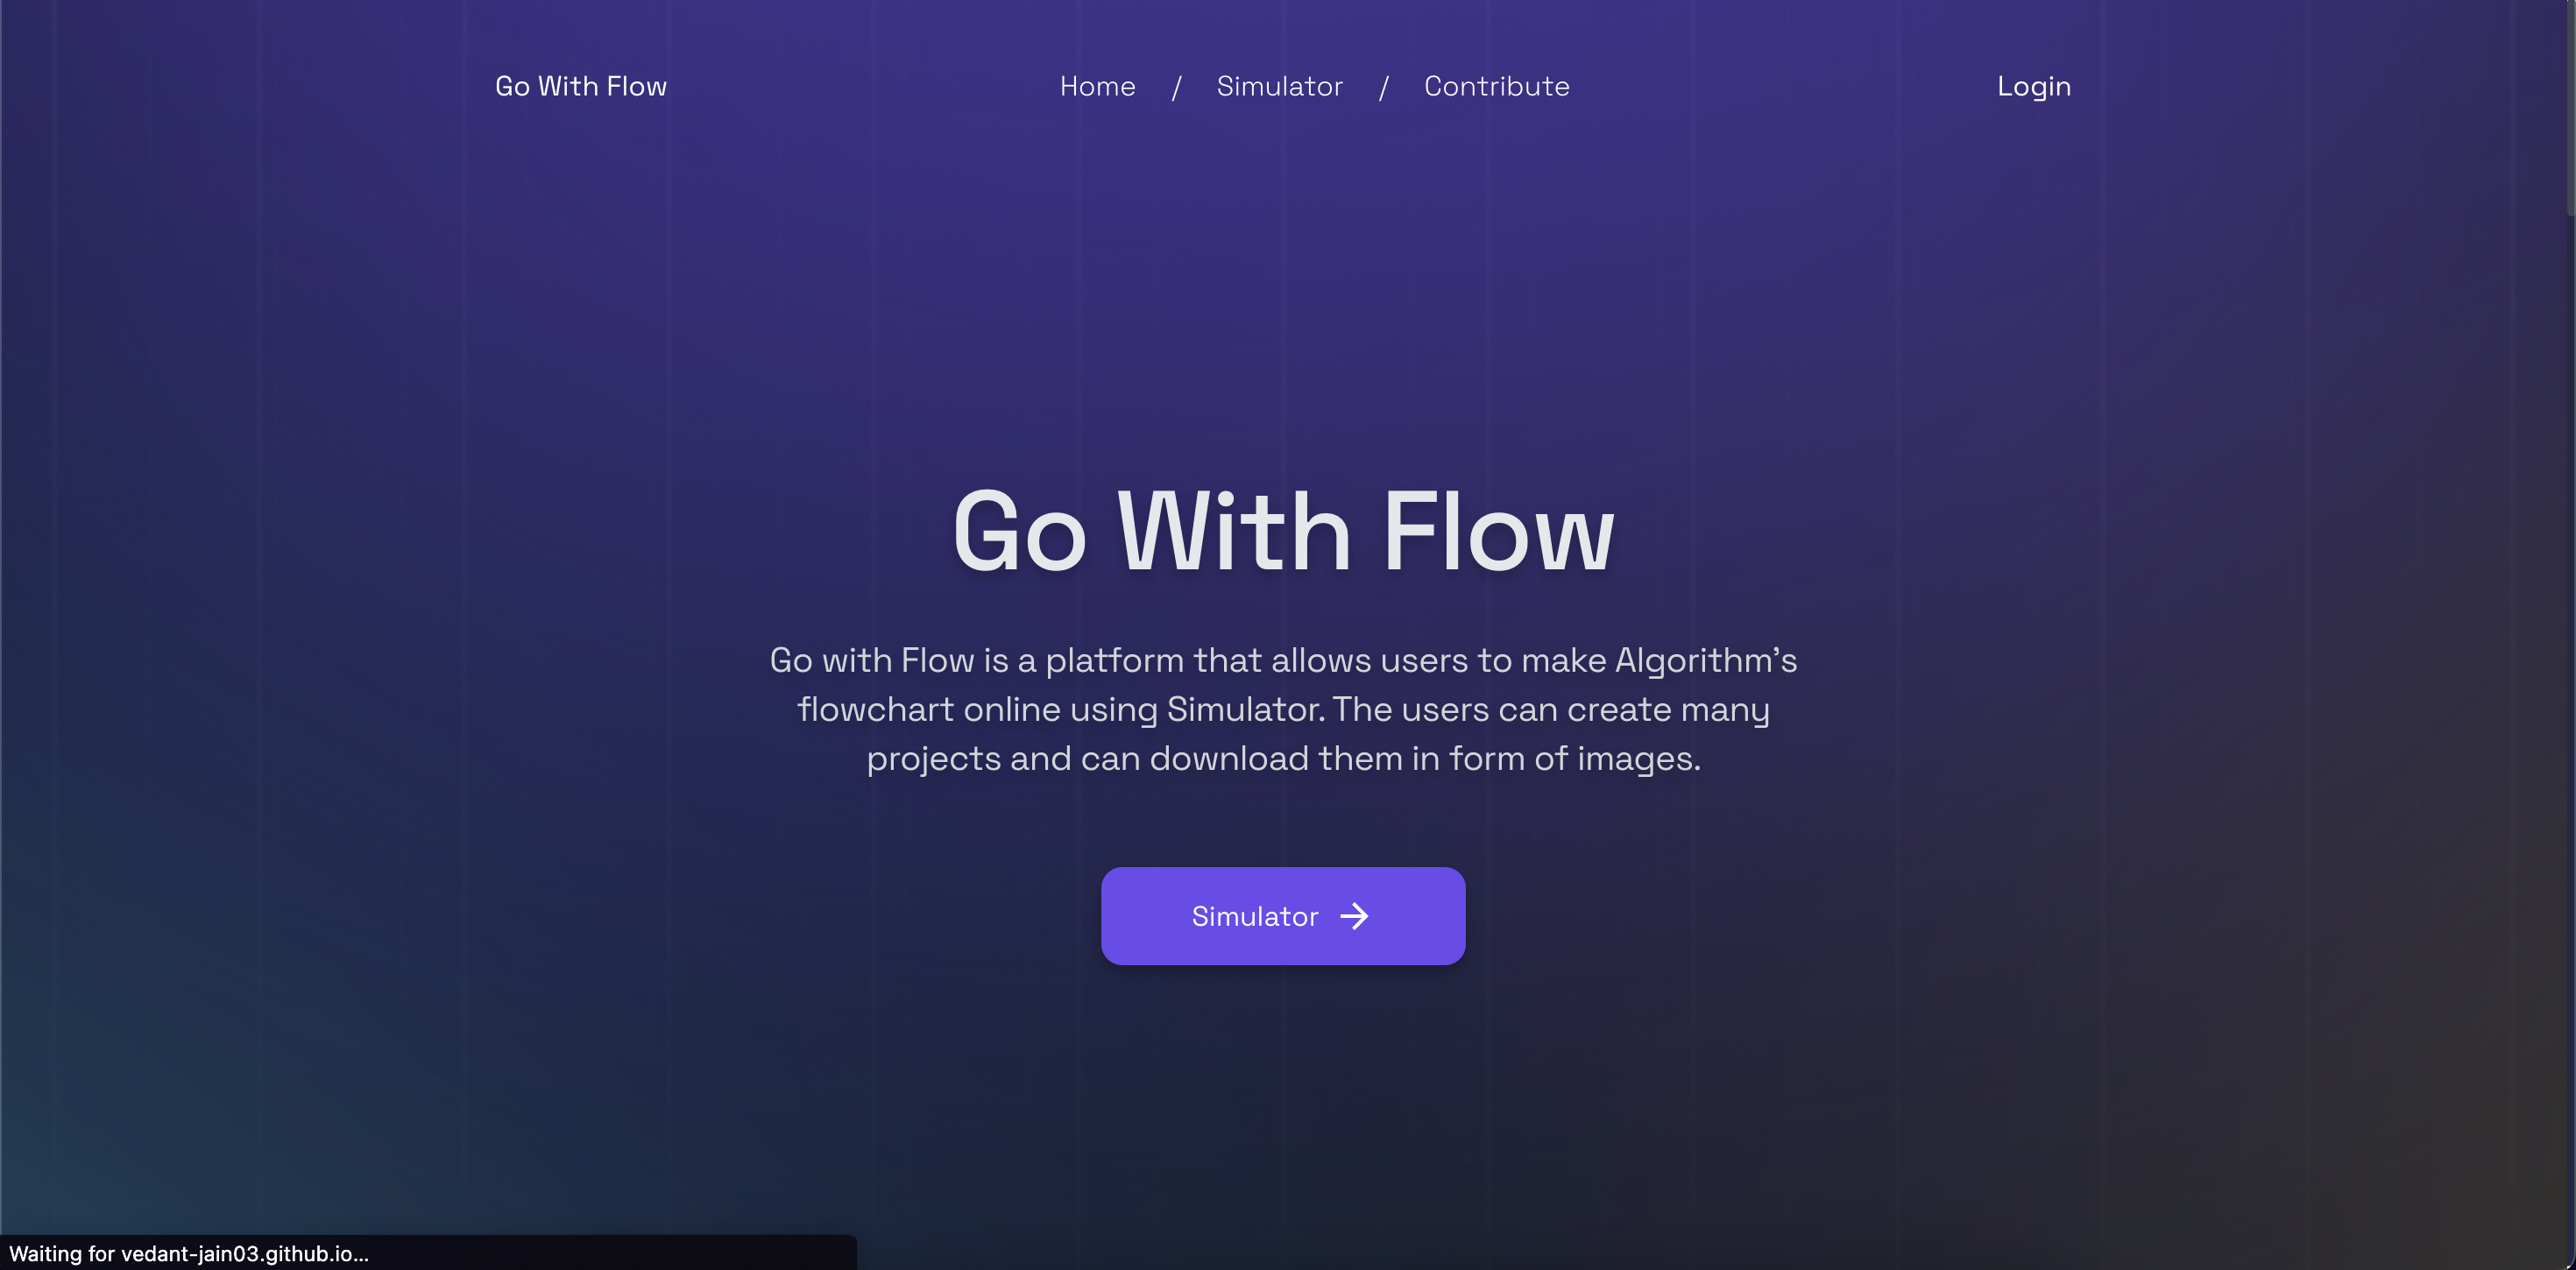 Go With Flow
Home / Simulator / Contribute
Login
Go With Flow
Go with Flow is a platform that allows users to make Algorithm's
flowchart online using Simulator. The users can create many
projects and can download them in form of images.
Simulator →
Waiting for vedant-jain03.github.io...